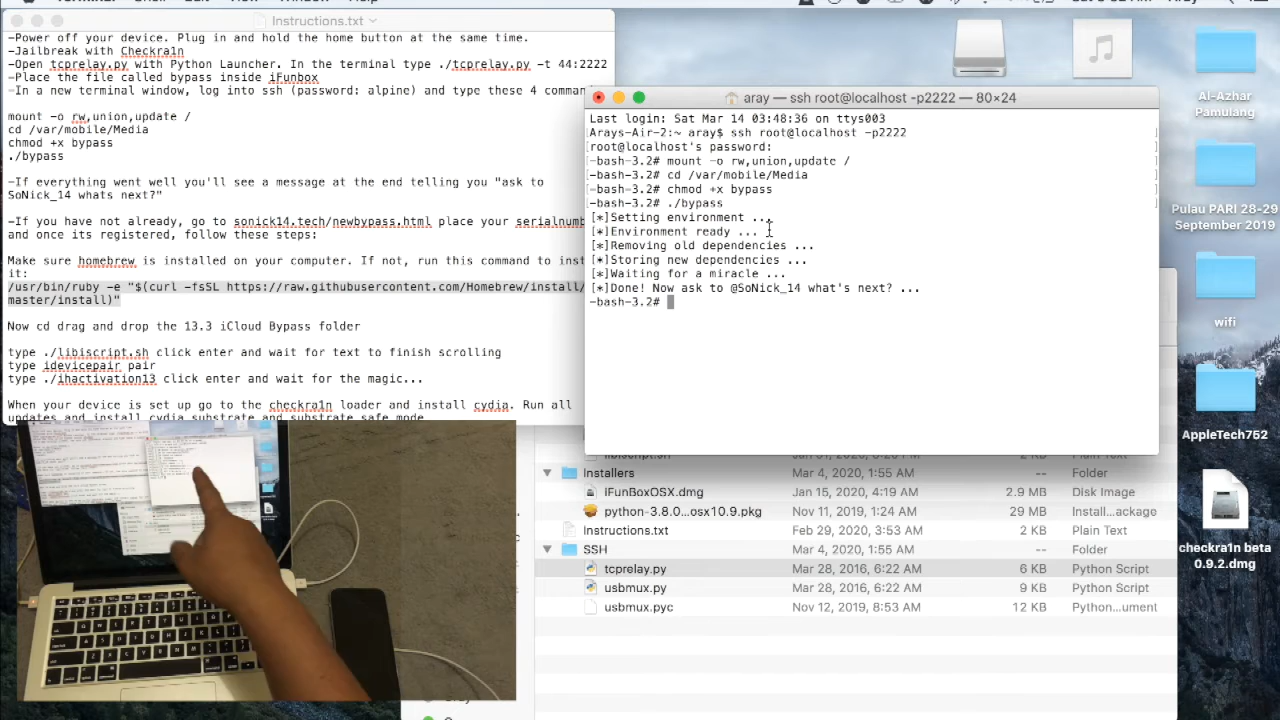 Instructions.txt
-Power off your device. Plug in and hold the home button at the same time.
-Jailbreak with Checkra1n
-Open tcprelay.py with Python Launcher. In the terminal type ./tcprelay.py -t 44:2222
-Place the file called bypass inside iFunbox
-In a new terminal window, log into ssh (password: alpine) and type these 4 comman
mount -o rw,union,update /
cd /var/mobile/Media
chmod +x bypass
./bypass
-If everything went well you'll see a message at the end telling you "ask to
SoNick_14 whats next?"
-If you have not already, go to sonick14.tech/newbypass.html place your serialnumb
and once its registered, follow these steps:
Make sure homebrew is installed on your computer. If not, run this command to inst
it:
/usr/bin/ruby -e "$(curl -fsSL https://raw.githubusercontent.com/Homebrew/install/
master/install)"
Now cd drag and drop the 13.3 iCloud Bypass folder
type ./libiscript.sh click enter and wait for text to finish scrolling
type idevicepair pair
type ./ihactivation13 click enter and wait for the magic...
When your device is set up go to the checkra1n loader and install cydia. Run all
updates and install cydia substrate and substrate safe mode
aray — ssh root@localhost -p2222 — 80×24
Last login: Sat Mar 14 03:48:36 on ttys003
[Arays-Air-2:~ aray$ ssh root@localhost -p2222 ]
[root@localhost's password: ]
[-bash-3.2# mount -o rw,union,update / ]
[-bash-3.2# cd /var/mobile/Media ]
[-bash-3.2# chmod +x bypass ]
[-bash-3.2# ./bypass ]
[*]Setting environment ...
[*]Environment ready ...
[*]Removing old dependencies ...
[*]Storing new dependencies ...
[*]Waiting for a miracle ...
[*]Done! Now ask to @SoNick_14 what's next? ...
-bash-3.2#
Installers Mar 4, 2020, 1:55 AM -- Folder
iFunBoxOSX.dmg Jan 15, 2020, 4:19 AM 2.9 MB Disk Image
python-3.8.0...osx10.9.pkg Nov 11, 2019, 1:24 AM 29 MB Install...ackage
Instructions.txt Feb 29, 2020, 3:53 AM 2 KB Plain Text
SSH Mar 4, 2020, 1:55 AM -- Folder
tcprelay.py Mar 28, 2016, 6:22 AM 6 KB Python Script
usbmux.py Mar 28, 2016, 6:22 AM 9 KB Python Script
usbmux.pyc Nov 12, 2019, 8:53 AM 12 KB Python...ument
Al-Azhar
Pamulang
Pulau PARI 28-29
September 2019
wifi
AppleTech752
checkra1n beta
0.9.2.dmg